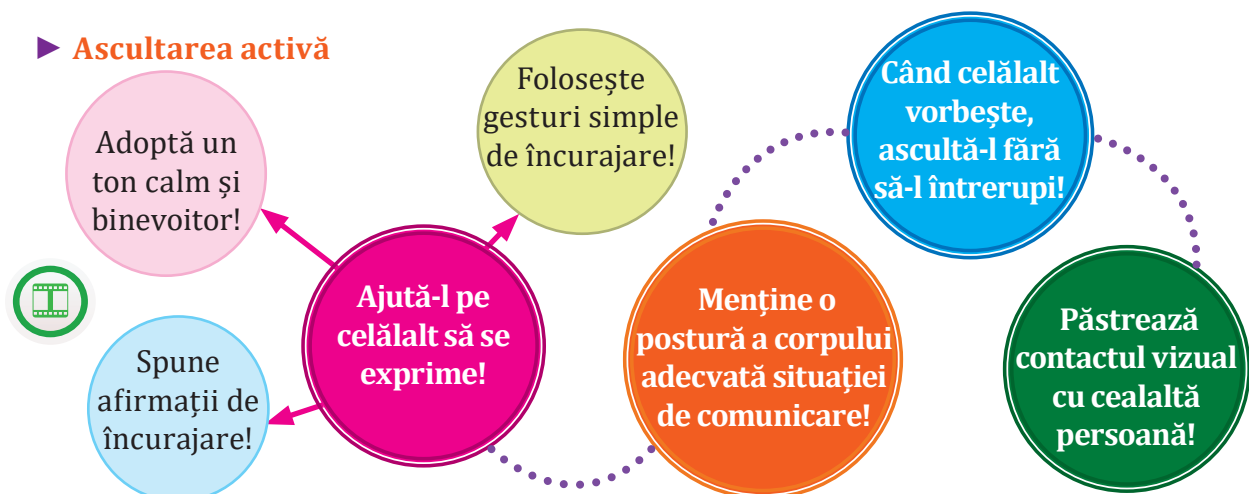 ► Ascultarea activă
Adoptă un
ton calm și
binevoitor!
Folosește
gesturi simple
de încurajare!
Spune
afirmații de
încurajare!
Ajută-l pe
celălalt să se
exprime!
Menține o
postură a corpului
adecvată situației
de comunicare!
Când celălalt
vorbește,
ascultă-l fără
să-l întrerupi!
Păstrează
contactul vizual
cu cealaltă
persoană!